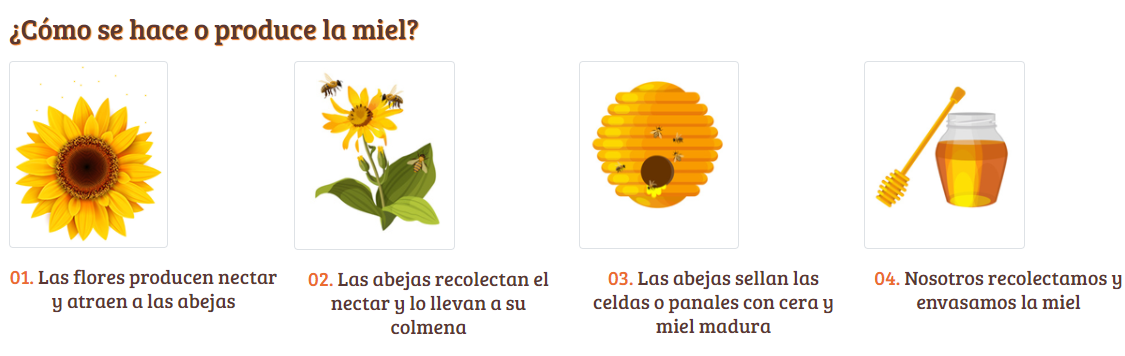 ¿Cómo se hace o produce la miel?
01. Las flores producen nectar
y atraen a las abejas
02. Las abejas recolectan el
nectar y lo llevan a su
colmena
03. Las abejas sellan las
celdas o panales con cera y
miel madura
04. Nosotros recolectamos y
envasamos la miel